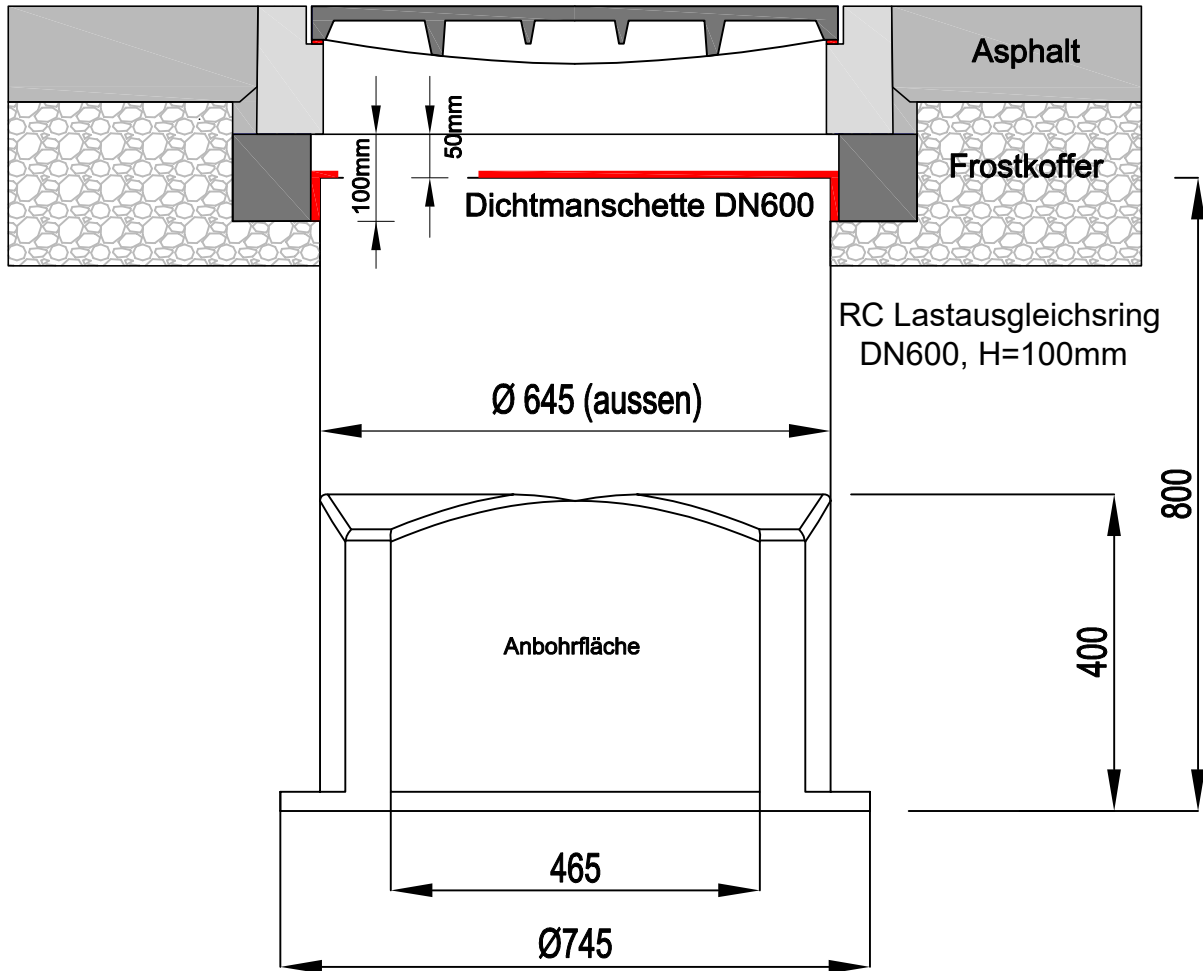 Asphalt
50mm
100mm
Frostkoffer
Dichtmanschette DN600
RC Lastausgleichsring
DN600, H=100mm
Ø 645 (aussen)
800
400
Anbohrfläche
465
Ø745